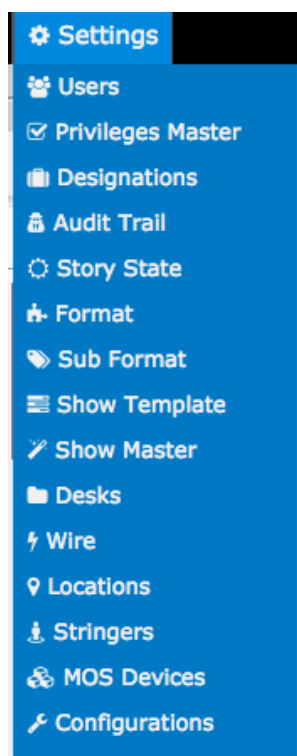 Settings
Users
Privileges Master
Designations
Audit Trail
Story State
Format
Sub Format
Show Template
Show Master
Desks
Wire
Locations
Stringers
MOS Devices
Configurations